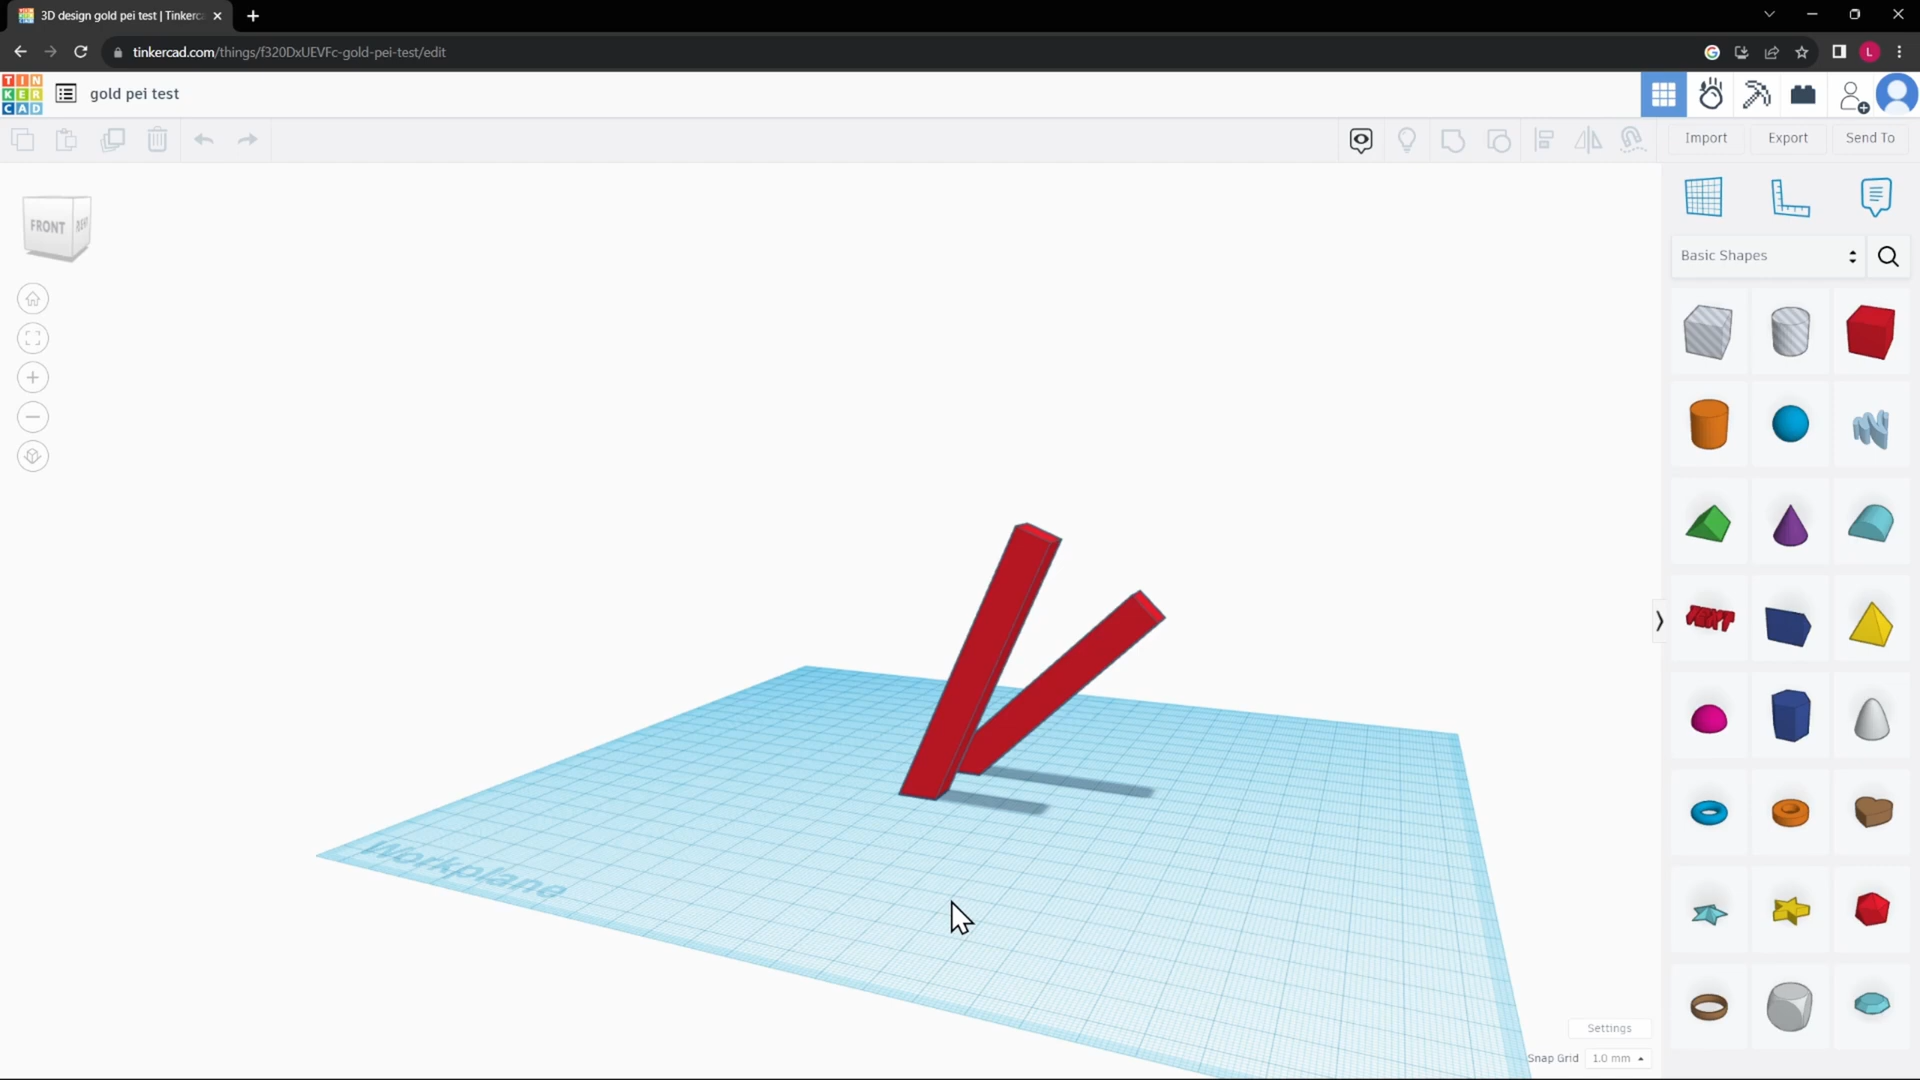 3D design gold pei test | Tinkerc
tinkercad.com/things/f320DxUEVFc-gold-pei-test/edit
L
TIN
KER
CAD
gold pei test
Import
Export
Send To
FRONT
Basic Shapes
TEXT
Workplane
Settings
Snap Grid
1.0 mm